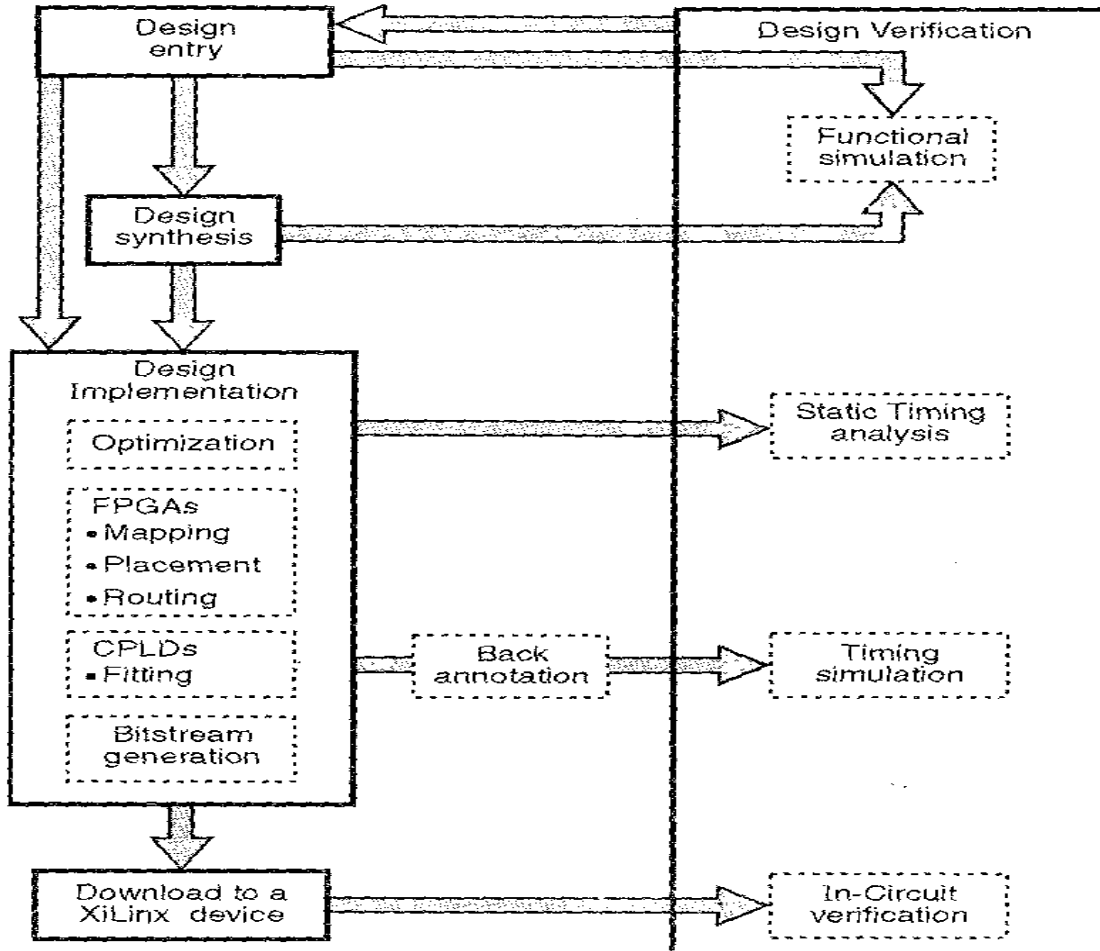 Design
entry
Design Verification
Functional
simulation
Design
synthesis
Design
Implementation
Optimization
FPGAs
• Mapping
• Placement
• Routing
CPLDs
▪ Fitting
Bitstream
generation
Static Timing
analysis
Back
annotation
Timing
simulation
Download to a
XiLinx device
In-Circuit
verification